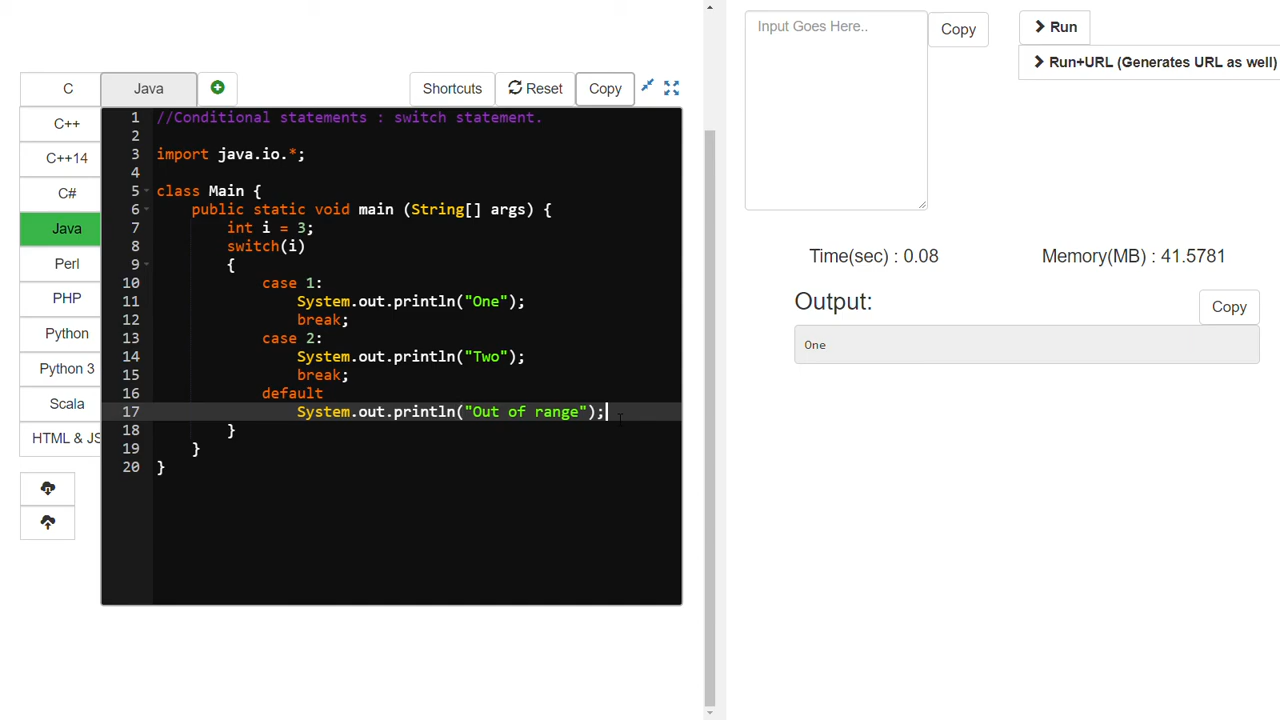 C
C++
C++14
C#
Java
Perl
PHP
Python
Python 3
Scala
HTML & JS
Java
Shortcuts
Reset
Copy
1 //Conditional statements : switch statement.
2
3 import java.io.*;
4
5 class Main {
6 public static void main (String[] args) {
7 int i = 3;
8 switch(i)
9 {
10 case 1:
11 System.out.println("One");
12 break;
13 case 2:
14 System.out.println("Two");
15 break;
16 default
17 System.out.println("Out of range");
18 }
19 }
20 }
Input Goes Here..
Copy
Run
Run+URL (Generates URL as well)
Time(sec) : 0.08
Memory(MB) : 41.5781
Output:
Copy
One